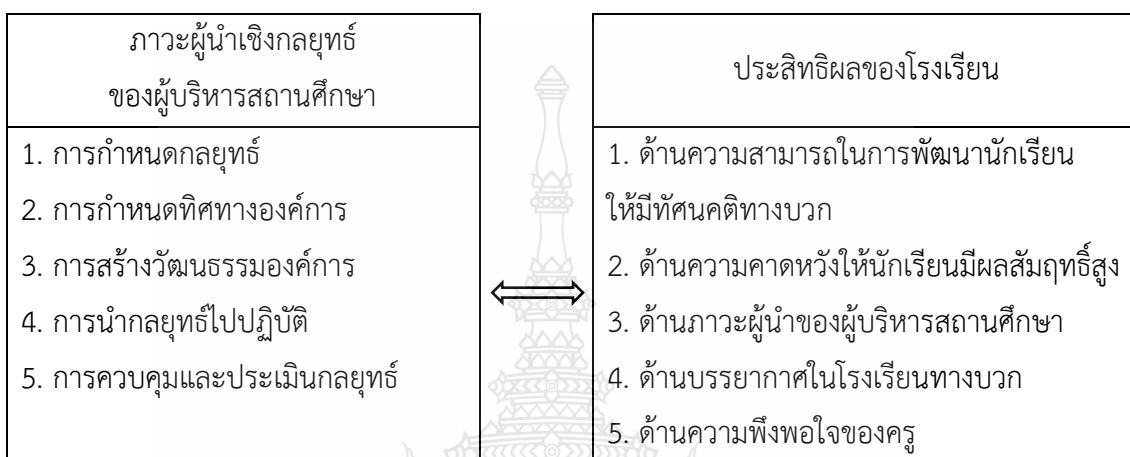 ภาวะผู้นำเชิงกลยุทธ์
ของผู้บริหารสถานศึกษา
1. การกำหนดกลยุทธ์
2. การกำหนดทิศทางองค์การ
3. การสร้างวัฒนธรรมองค์การ
4. การนำกลยุทธ์ไปปฏิบัติ
5. การควบคุมและประเมินกลยุทธ์
ประสิทธิผลของโรงเรียน
1. ด้านความสามารถในการพัฒนานักเรียน
ให้มีทัศนคติทางบวก
2. ด้านความคาดหวังให้นักเรียนมีผลสัมฤทธิ์สูง
3. ด้านภาวะผู้นำของผู้บริหารสถานศึกษา
4. ด้านบรรยากาศในโรงเรียนทางบวก
5. ด้านความพึงพอใจของครู